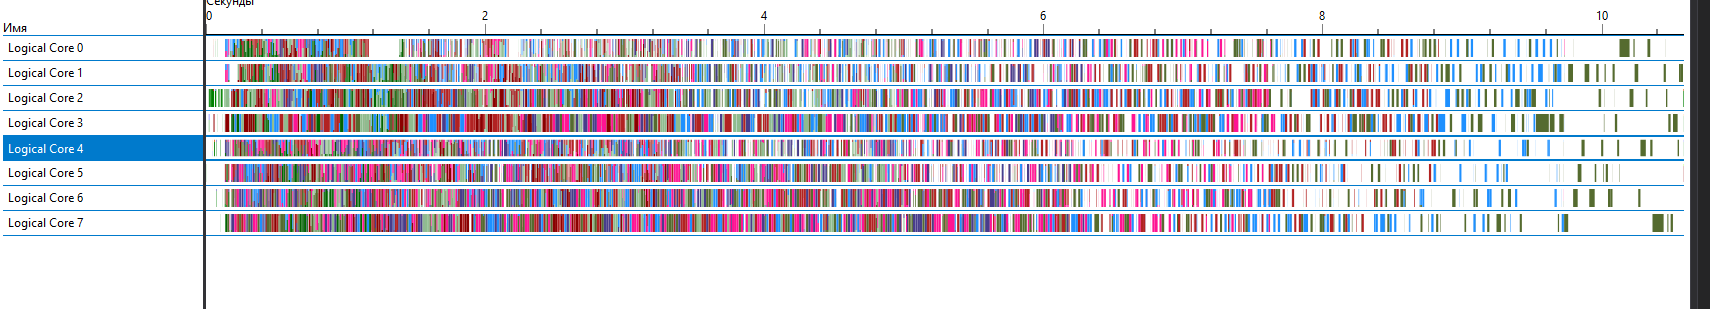 Секунды
0 2 4 6 8 10
Имя
Logical Core 0
Logical Core 1
Logical Core 2
Logical Core 3
Logical Core 4
Logical Core 5
Logical Core 6
Logical Core 7